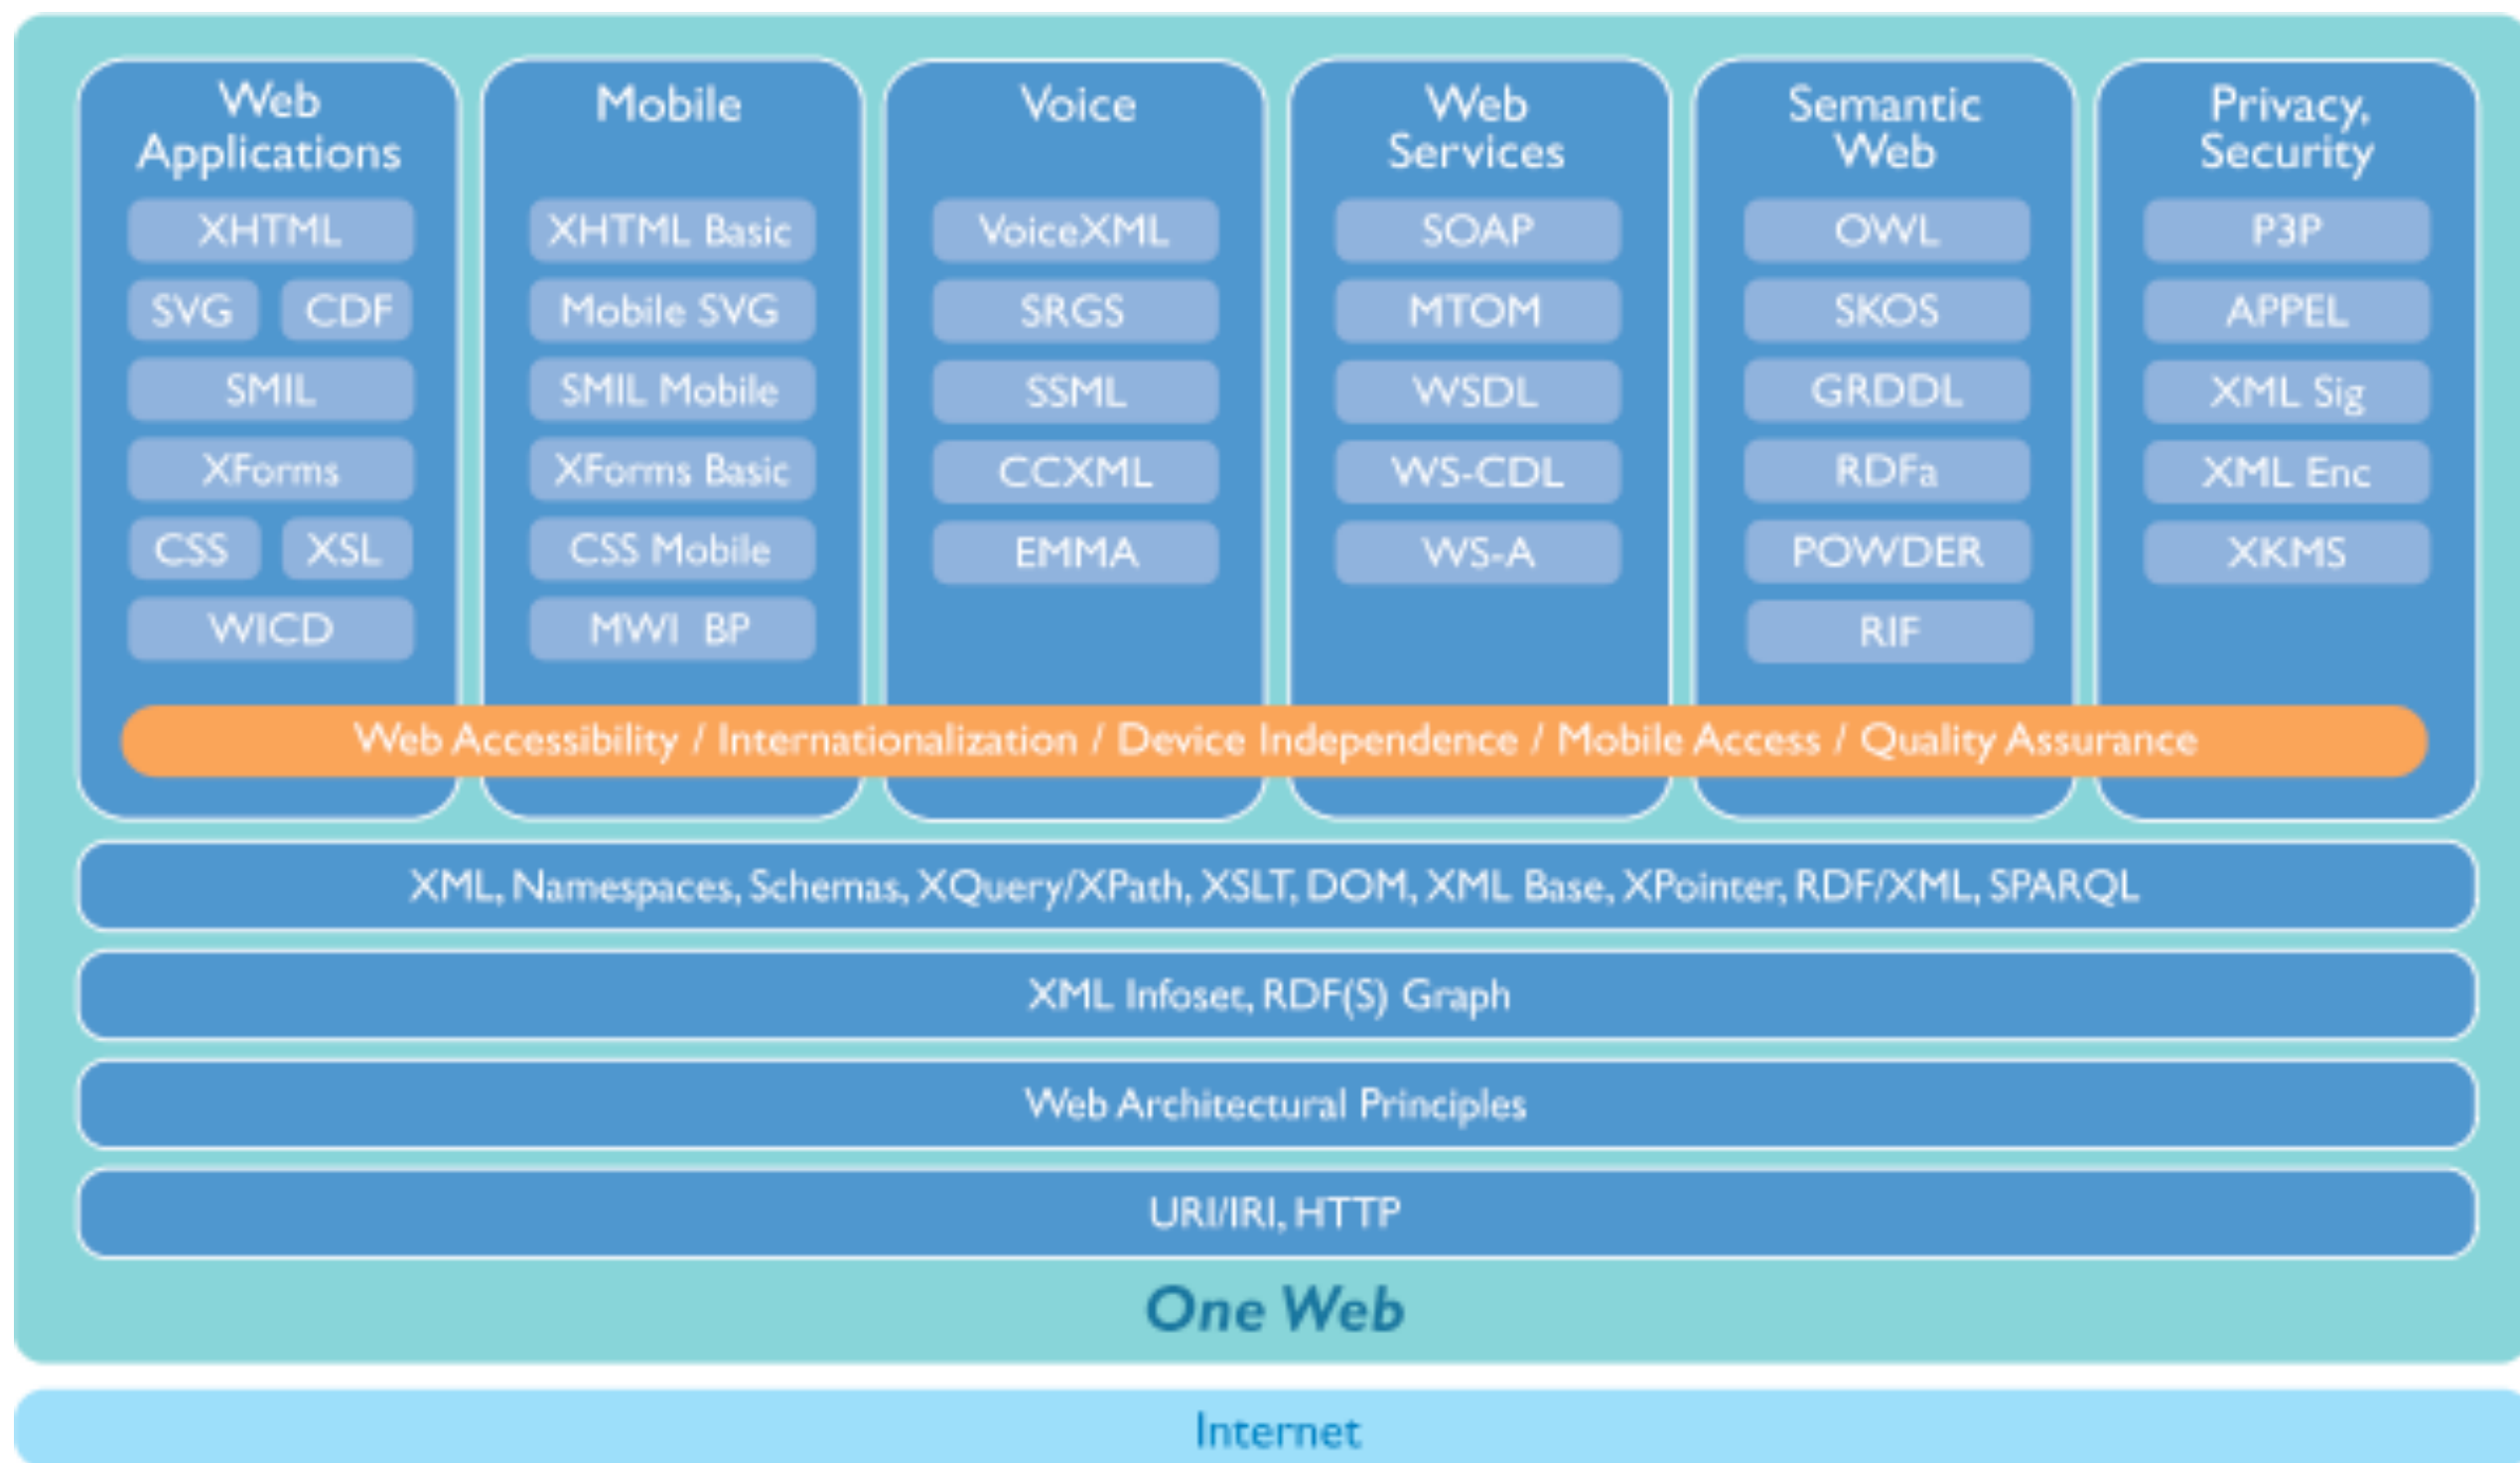 Web
Applications
XHTML
SVG CDF
SMIL
XForms
CSS XSL
WICD
Mobile
XHTML Basic
Mobile SVG
SMIL Mobile
XForms Basic
CSS Mobile
MWI BP
Voice
VoiceXML
SRGS
SSML
CCXML
EMMA
Web
Services
SOAP
MTOM
WSDL
WS-CDL
WS-A
Semantic
Web
OWL
SKOS
GRDDL
RDFa
POWDER
RIF
Privacy,
Security
P3P
APPEL
XML Sig
XML Enc
XKMS
Web Accessibility / Internationalization / Device Independence / Mobile Access / Quality Assurance
XML, Namespaces, Schemas, XQuery/XPath, XSLT, DOM, XML Base, XPointer, RDF/XML, SPARQL
XML Infoset, RDF(S) Graph
Web Architectural Principles
URI/IRI, HTTP
One Web
Internet